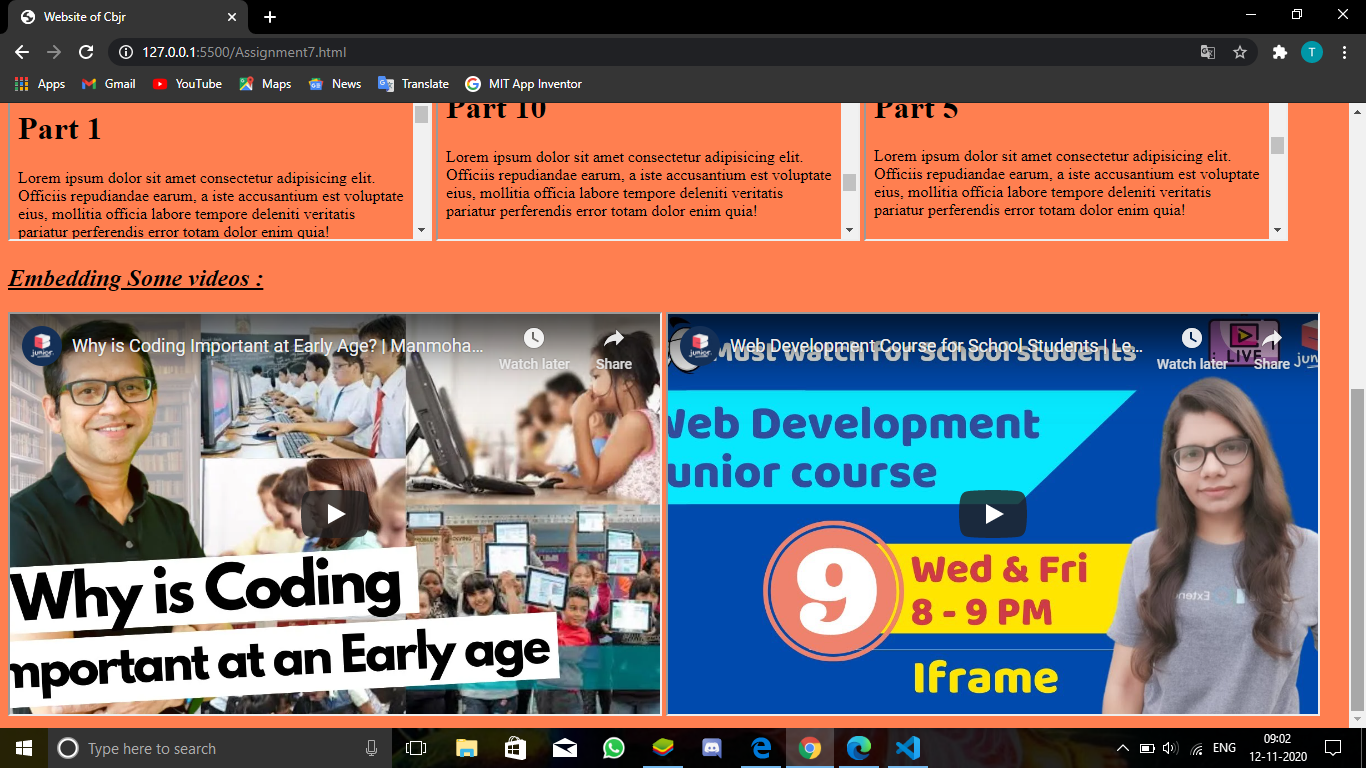 Website of Cbjr
127.0.0.1:5500/Assignment7.html
Apps
Gmail
YouTube
Maps
News
Translate
MIT App Inventor
T
Part 1
Lorem ipsum dolor sit amet consectetur adipisicing elit.
Officiis repudiandae earum, a iste accusantium est voluptate
eius, mollitia officia labore tempore deleniti veritatis
pariatur perferendis error totam dolor enim quia!
Part 10
Lorem ipsum dolor sit amet consectetur adipisicing elit.
Officiis repudiandae earum, a iste accusantium est voluptate
eius, mollitia officia labore tempore deleniti veritatis
pariatur perferendis error totam dolor enim quia!
Part 5
Lorem ipsum dolor sit amet consectetur adipisicing elit.
Officiis repudiandae earum, a iste accusantium est voluptate
eius, mollitia officia labore tempore deleniti veritatis
pariatur perferendis error totam dolor enim quia!
Embedding Some videos :
junior
Why is Coding Important at Early Age? | Manmoha...
Watch later
Share
Why is Coding
mportant at an Early age
junior
Web Development Course for School Students | Le...
Watch later
Share
Must watch for School students
LIVE
Web Development
unior course
9
Wed & Fri
8 - 9 PM
Iframe
Type here to search
ENG
09:02
12-11-2020